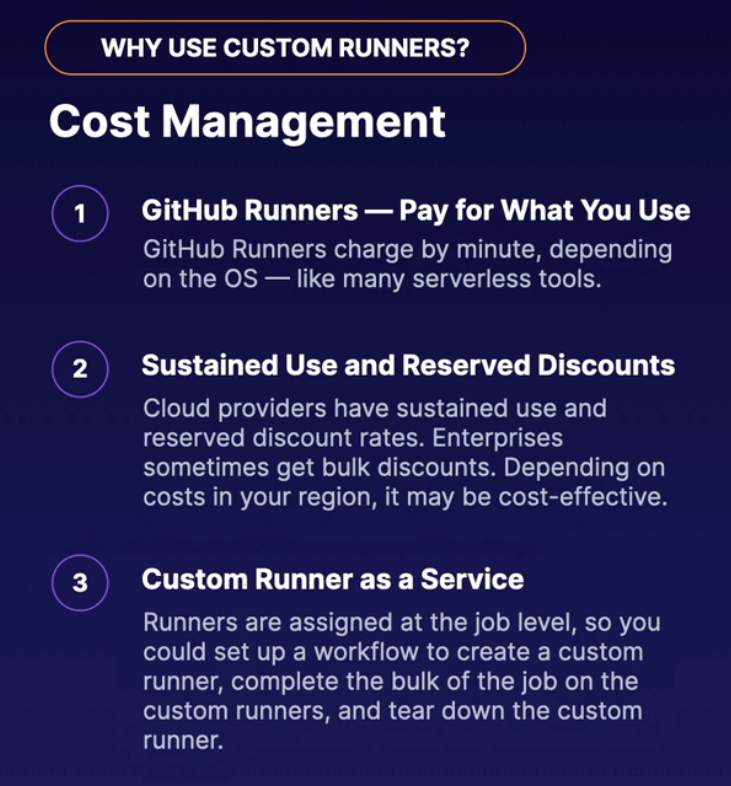 WHY USE CUSTOM RUNNERS?
Cost Management
1
GitHub Runners — Pay for What You Use
GitHub Runners charge by minute, depending
on the OS — like many serverless tools.
2
Sustained Use and Reserved Discounts
Cloud providers have sustained use and
reserved discount rates. Enterprises
sometimes get bulk discounts. Depending on
costs in your region, it may be cost-effective.
3
Custom Runner as a Service
Runners are assigned at the job level, so you
could set up a workflow to create a custom
runner, complete the bulk of the job on the
custom runners, and tear down the custom
runner.